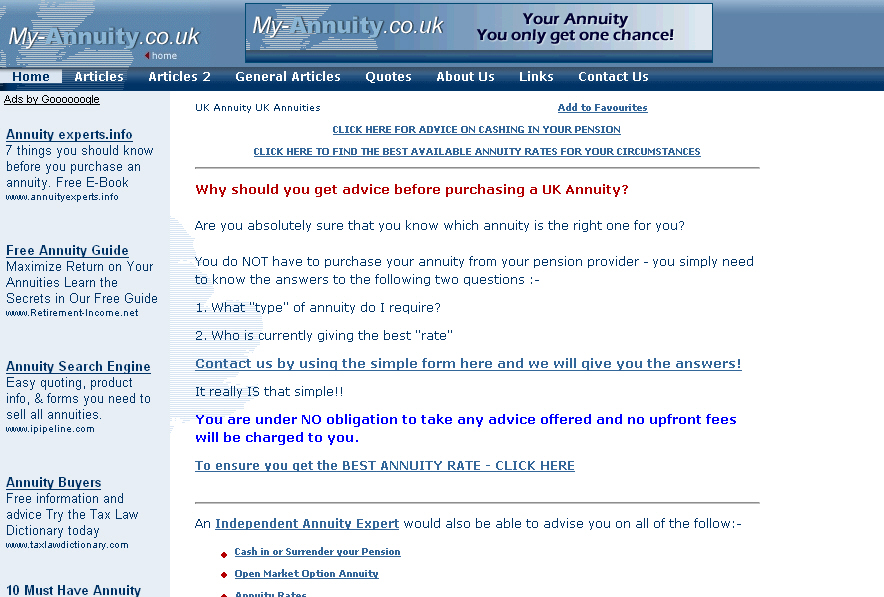 My-Annuity.co.uk
home
My-Annuity.co.uk
Your Annuity
You only get one chance!
Home Articles Articles 2 General Articles Quotes About Us Links Contact Us
Ads by Goooooogle
Annuity experts.info
7 things you should know
before you purchase an
annuity. Free E-Book
www.annuityexperts.info
Free Annuity Guide
Maximize Return on Your
Annuities Learn the
Secrets in Our Free Guide
www.Retirement-Income.net
Annuity Search Engine
Easy quoting, product
info, & forms you need to
sell all annuities.
www.ipipeline.com
Annuity Buyers
Free information and
advice Try the Tax Law
Dictionary today
www.taxlawdictionary.com
10 Must Have Annuity
UK Annuity UK Annuities
Add to Favourites
CLICK HERE FOR ADVICE ON CASHING IN YOUR PENSION
CLICK HERE TO FIND THE BEST AVAILABLE ANNUITY RATES FOR YOUR CIRCUMSTANCES
Why should you get advice before purchasing a UK Annuity?
Are you absolutely sure that you know which annuity is the right one for you?
You do NOT have to purchase your annuity from your pension provider - you simply need
to know the answers to the following two questions :-
1. What "type" of annuity do I require?
2. Who is currently giving the best "rate"
Contact us by using the simple form here and we will give you the answers!
It really IS that simple!!
You are under NO obligation to take any advice offered and no upfront fees
will be charged to you.
To ensure you get the BEST ANNUITY RATE - CLICK HERE
An Independent Annuity Expert would also be able to advise you on all of the follow:-
Cash in or Surrender your Pension
Open Market Option Annuity
Annuity Rates